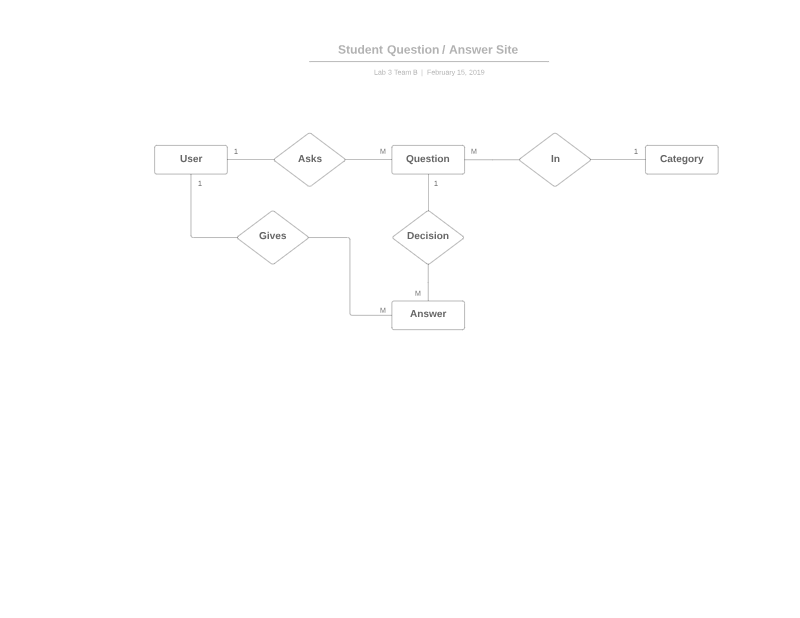 Student Question / Answer Site
Lab 3 Team B | February 15, 2019
User
1
Asks
M
Question
M
In
1
Category
1
1
Gives
Decision
M
M
Answer